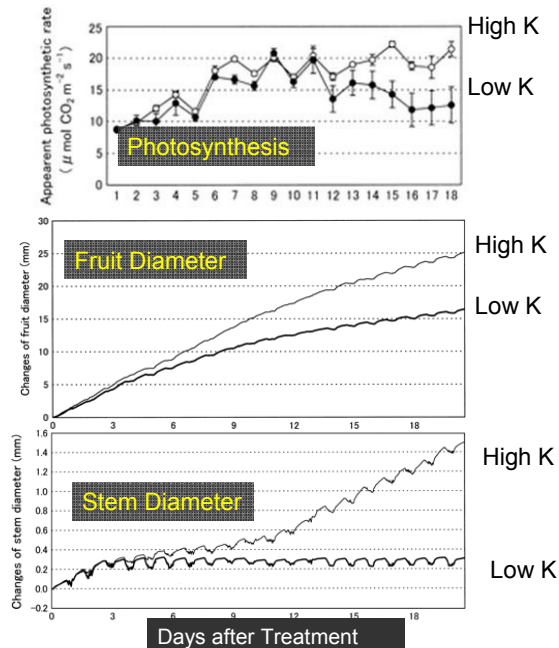 Appearent photosynthetic rate
(μ mol CO₂ m⁻² s⁻¹)
25
20
15
10
5
0
High K
Low K
Photosynthesis
1 2 3 4 5 6 7 8 9 10 11 12 13 14 15 16 17 18
Changes of fruit diameter (mm)
30
25
20
15
10
5
0
Fruit Diameter
High K
Low K
0 3 6 9 12 15 18
Changes of stem diameter (mm)
1.6
1.4
1.2
1.0
0.8
0.6
0.4
0.2
0.0
-0.2
Stem Diameter
High K
Low K
0 3 6 9 12 15 18
Days after Treatment